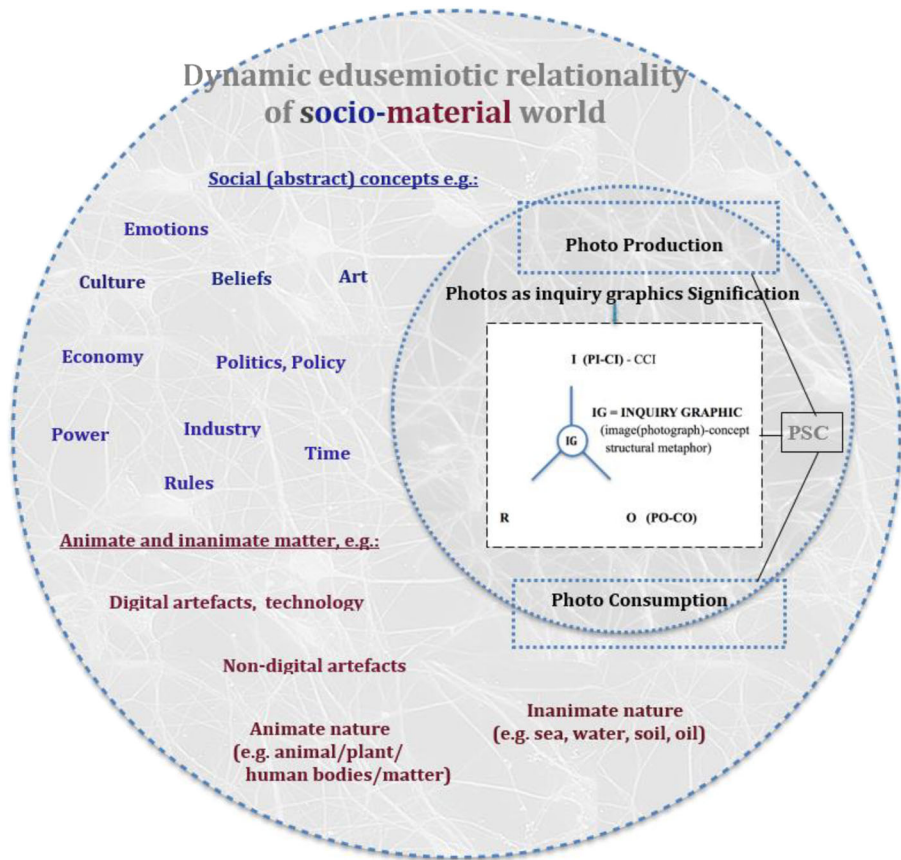 Dynamic edusemiotic relationality
of socio-material world
Social (abstract) concepts e.g.:
Emotions
Culture
Beliefs
Art
Economy
Politics, Policy
Power
Industry
Time
Rules
Animate and inanimate matter, e.g.:
Digital artefacts, technology
Non-digital artefacts
Animate nature
(e.g. animal/plant/
human bodies/matter)
Inanimate nature
(e.g. sea, water, soil, oil)
Photo Production
Photos as inquiry graphics Signification
I (PI-CI) - CCI
IG = INQUIRY GRAPHIC
(image(photograph)-concept
structural metaphor)
IG
R
O (PO-CO)
PSC
Photo Consumption